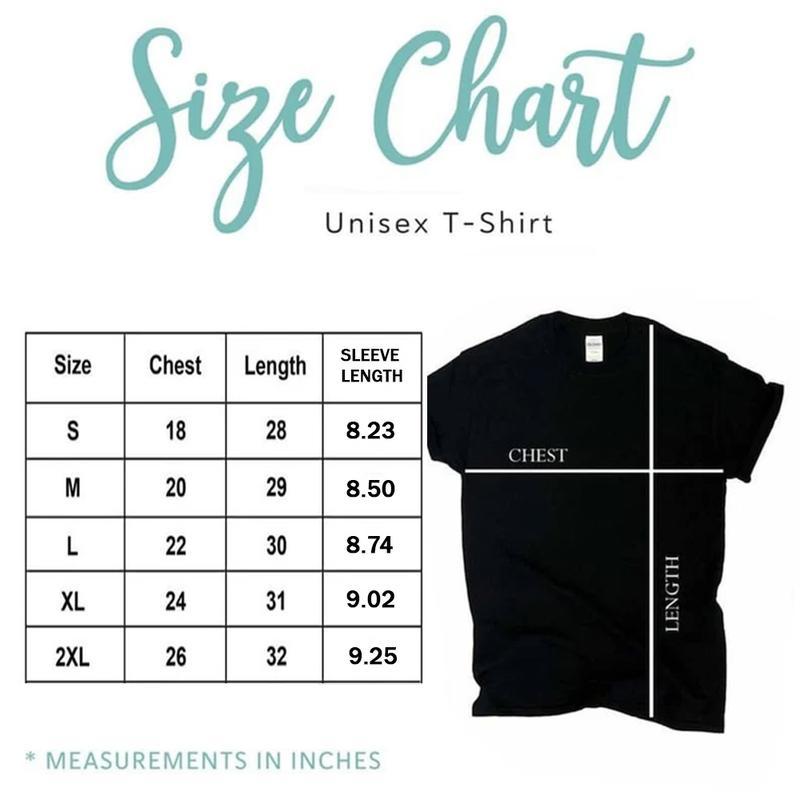 Size Chart
Unisex T-Shirt
Size Chest Length SLEEVE LENGTH
S 18 28 8.23
M 20 29 8.50
L 22 30 8.74
XL 24 31 9.02
2XL 26 32 9.25
CHEST
LENGTH
* MEASUREMENTS IN INCHES